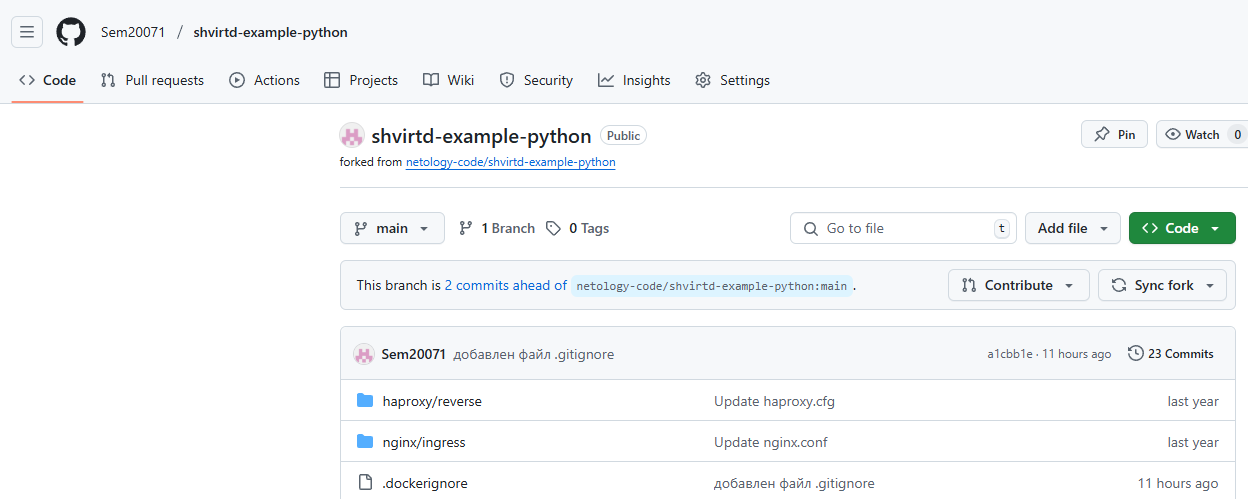 Sem20071 / shvirtd-example-python
Code Pull requests Actions Projects Wiki Security Insights Settings
shvirtd-example-python Public
Pin Watch 0
forked from netology-code/shvirtd-example-python
main 1 Branch 0 Tags Go to file t Add file Code
This branch is 2 commits ahead of netology-code/shvirtd-example-python:main. Contribute Sync fork
Sem20071 добавлен файл .gitignore a1cbb1e · 11 hours ago 23 Commits
haproxy/reverse Update haproxy.cfg last year
nginx/ingress Update nginx.conf last year
.dockerignore добавлен файл .gitignore 11 hours ago